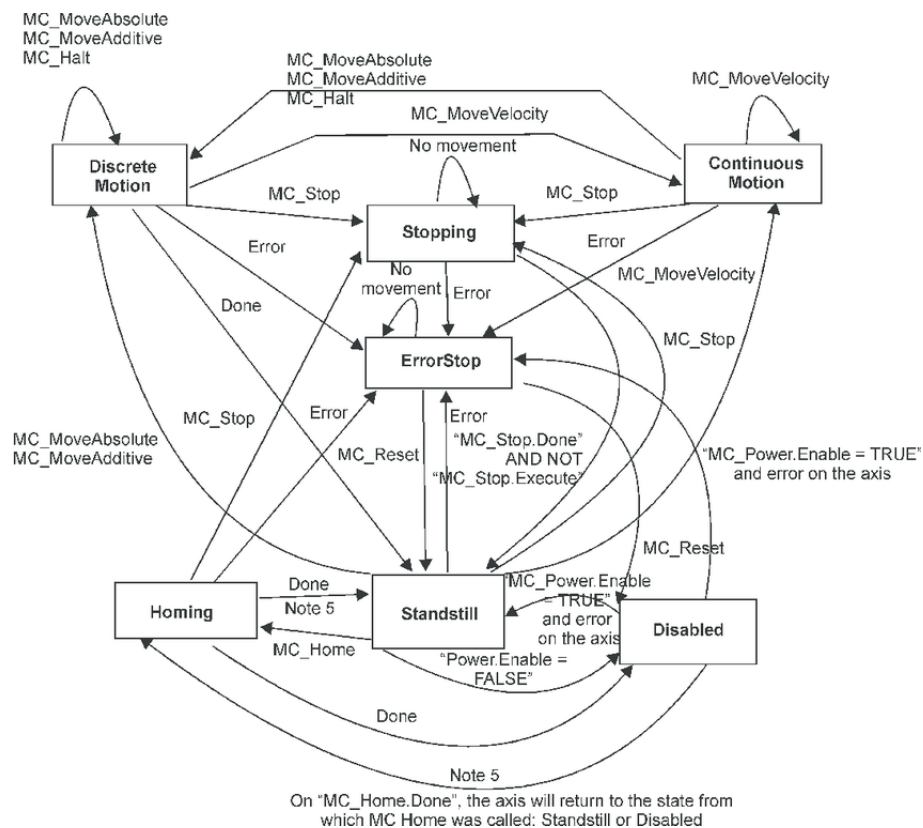 MC_MoveAbsolute
MC_MoveAdditive
MC_Halt
MC_MoveAbsolute
MC_MoveAdditive
MC_Halt
MC_MoveVelocity
MC_MoveVelocity
No movement
Discrete
Motion
Continuous
Motion
MC_Stop
MC_Stop
Stopping
Error
No
movement
Error
Error
MC_MoveVelocity
Done
ErrorStop
MC_Stop
MC_Stop
Error
Error
MC_MoveAbsolute
MC_MoveAdditive
MC_Reset
"MC_Stop.Done"
AND NOT
"MC_Stop.Execute"
"MC_Power.Enable = TRUE"
and error on the axis
MC_Reset
Homing
Done
Note 5
Standstill
"MC_Power.Enable
= TRUE"
and error
on the axis
Disabled
MC_Home
"Power.Enable =
FALSE"
Done
Note 5
On "MC_Home.Done", the axis will return to the state from
which MC Home was called: Standstill or Disabled